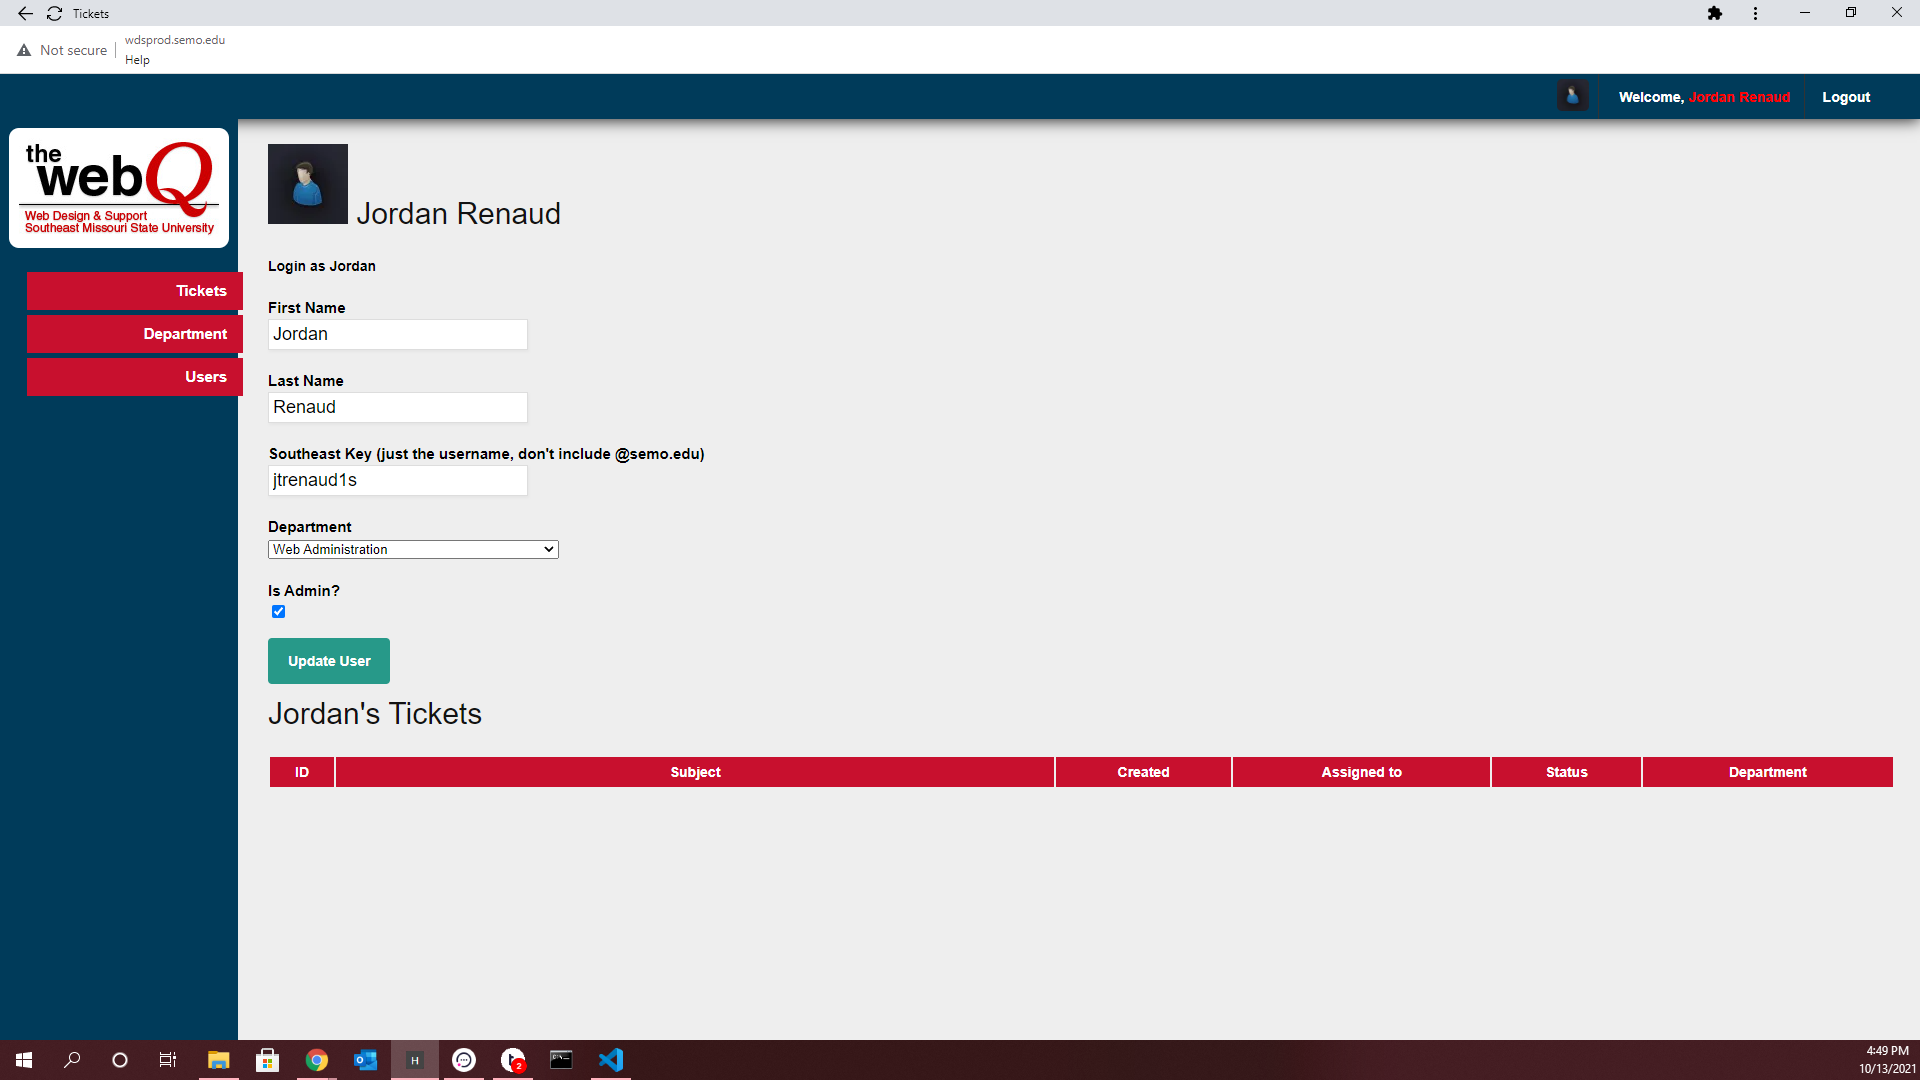 Tickets
Not secure
wdsprod.semo.edu
Help
Welcome, Jordan Renaud
Logout
the
webQ
Web Design & Support
Southeast Missouri State University
Tickets
Department
Users
Jordan Renaud
Login as Jordan
First Name
Jordan
Last Name
Renaud
Southeast Key (just the username, don't include @semo.edu)
jtrenaud1s
Department
Web Administration
Is Admin?
Update User
Jordan's Tickets
ID Subject Created Assigned to Status Department
H
2
4:49 PM
10/13/2021